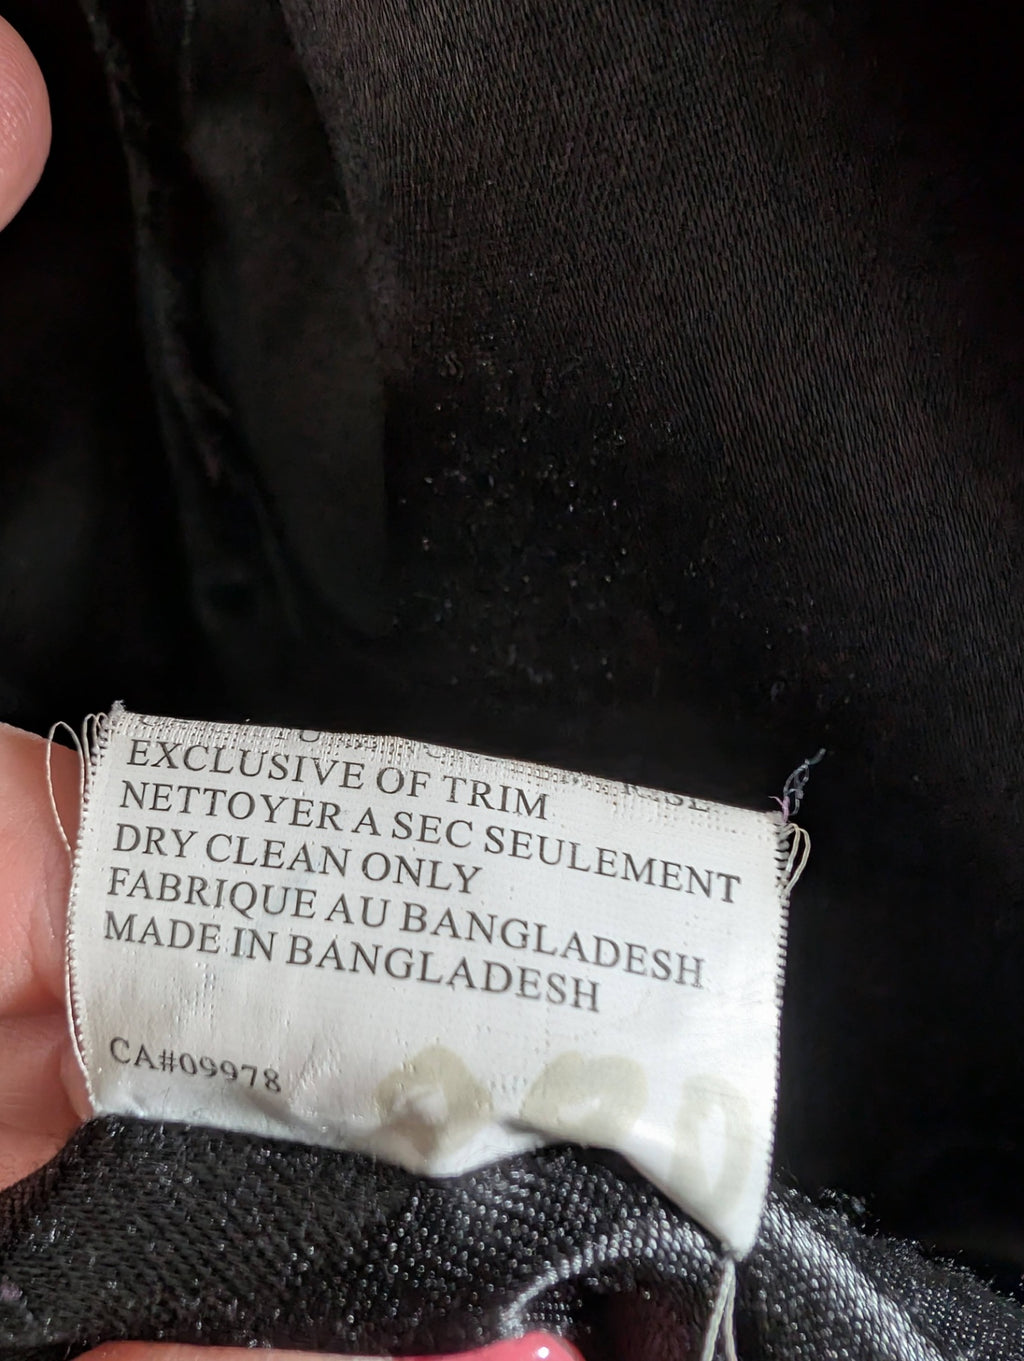 EXCLUSIVE OF TRIM
NETTOYER A SEC SEULEMENT
DRY CLEAN ONLY
FABRIQUE AU BANGLADESH
MADE IN BANGLADESH
CA#09978